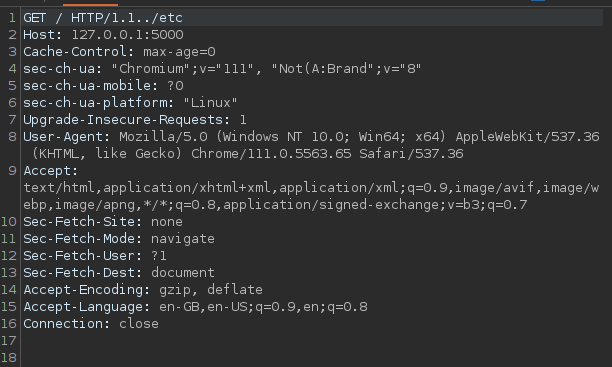 1 GET / HTTP/1.1../etc
2 Host: 127.0.0.1:5000
3 Cache-Control: max-age=0
4 sec-ch-ua: "Chromium";v="111", "Not(A:Brand";v="8"
5 sec-ch-ua-mobile: ?0
6 sec-ch-ua-platform: "Linux"
7 Upgrade-Insecure-Requests: 1
8 User-Agent: Mozilla/5.0 (Windows NT 10.0; Win64; x64) AppleWebKit/537.36
(KHTML, like Gecko) Chrome/111.0.5563.65 Safari/537.36
9 Accept:
text/html,application/xhtml+xml,application/xml;q=0.9,image/avif,image/w
ebp,image/apng,*/*;q=0.8,application/signed-exchange;v=b3;q=0.7
10 Sec-Fetch-Site: none
11 Sec-Fetch-Mode: navigate
12 Sec-Fetch-User: ?1
13 Sec-Fetch-Dest: document
14 Accept-Encoding: gzip, deflate
15 Accept-Language: en-GB,en-US;q=0.9,en;q=0.8
16 Connection: close
17
18